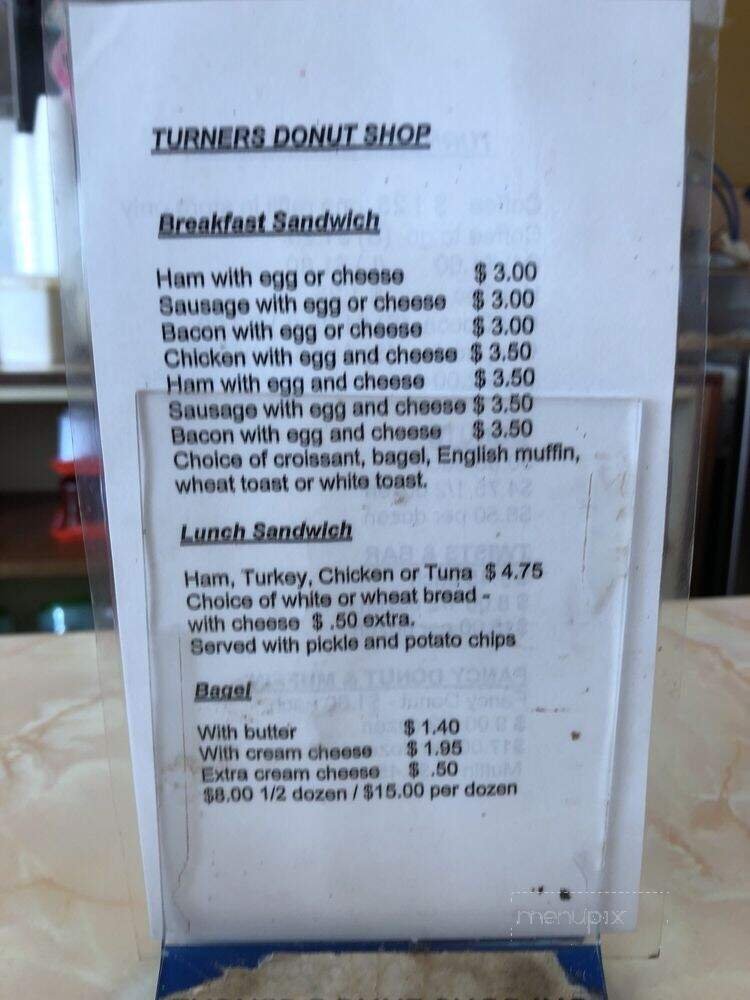 TURNERS DONUT SHOP
Breakfast Sandwich
Ham with egg or cheese $ 3.00
Sausage with egg or cheese $ 3.00
Bacon with egg or cheese $ 3.00
Chicken with egg and cheese $ 3.50
Ham with egg and cheese $ 3.50
Sausage with egg and cheese $ 3.50
Bacon with egg and cheese $ 3.50
Choice of croissant, bagel, English muffin,
wheat toast or white toast.
Lunch Sandwich
Ham, Turkey, Chicken or Tuna $ 4.75
Choice of white or wheat bread -
with cheese $ .50 extra.
Served with pickle and potato chips
Bagel
With butter $ 1.40
With cream cheese $ 1.95
Extra cream cheese $ .50
$8.00 1/2 dozen / $15.00 per dozen
menupix